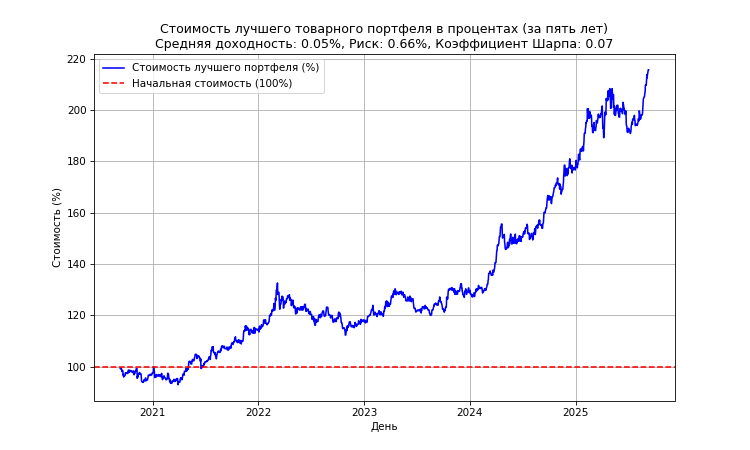 Стоимость лучшего товарного портфеля в процентах (за пять лет)
Средняя доходность: 0.05%, Риск: 0.66%, Коэффициент Шарпа: 0.07
Стоимость лучшего портфеля (%)
Начальная стоимость (100%)
Стоимость (%)
220
200
180
160
140
120
100
2021
2022
2023
2024
2025
День